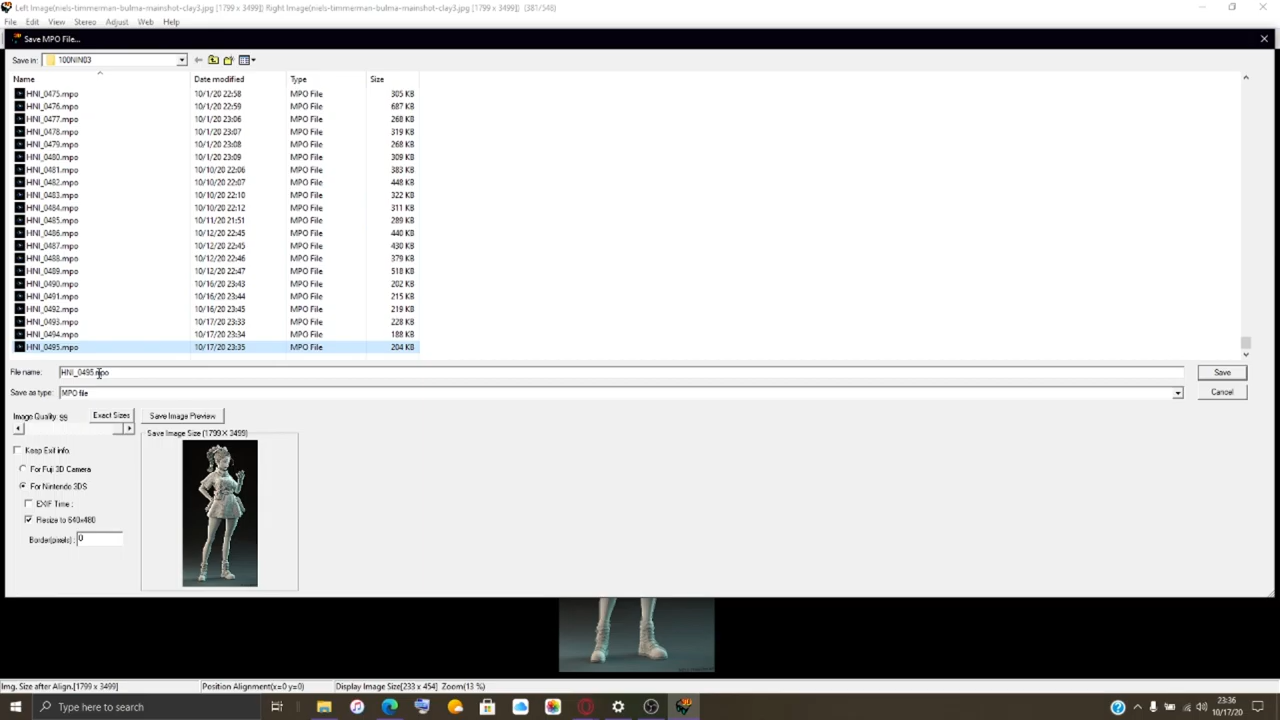 Left Image(niels-timmerman-bulma-mainshot-clay3.jpg [1799 x 3499]) Right Image(niels-timmerman-bulma-mainshot-clay3.jpg [1799 x 3499]) (381/548)
File Edit View Stereo Adjust Web Help
Save MPO File...
Save in: 100NIN03
Name Date modified Type Size
HNI_0475.mpo 10/1/20 22:58 MPO File 305 KB
HNI_0476.mpo 10/1/20 22:59 MPO File 687 KB
HNI_0477.mpo 10/1/20 23:06 MPO File 268 KB
HNI_0478.mpo 10/1/20 23:07 MPO File 319 KB
HNI_0479.mpo 10/1/20 23:08 MPO File 268 KB
HNI_0480.mpo 10/1/20 23:09 MPO File 309 KB
HNI_0481.mpo 10/10/20 22:06 MPO File 383 KB
HNI_0482.mpo 10/10/20 22:07 MPO File 448 KB
HNI_0483.mpo 10/10/20 22:10 MPO File 322 KB
HNI_0484.mpo 10/10/20 22:12 MPO File 311 KB
HNI_0485.mpo 10/11/20 21:51 MPO File 289 KB
HNI_0486.mpo 10/12/20 22:45 MPO File 440 KB
HNI_0487.mpo 10/12/20 22:45 MPO File 430 KB
HNI_0488.mpo 10/12/20 22:46 MPO File 379 KB
HNI_0489.mpo 10/12/20 22:47 MPO File 518 KB
HNI_0490.mpo 10/16/20 23:43 MPO File 202 KB
HNI_0491.mpo 10/16/20 23:44 MPO File 215 KB
HNI_0492.mpo 10/16/20 23:45 MPO File 219 KB
HNI_0493.mpo 10/17/20 23:33 MPO File 228 KB
HNI_0494.mpo 10/17/20 23:34 MPO File 188 KB
HNI_0495.mpo 10/17/20 23:35 MPO File 204 KB
File name: HNI_0495.mpo Save
Save as type: MPO file Cancel
Image Quality: 99 Exact Sizes Save Image Preview
Save Image Size (1799 X 3499)
Keep Exif info.
For Fuji 3D Camera
For Nintendo 3DS
EXIF Time :
Resize to 640x480
Border(pixels) : 0
Img. Size after Align.[1799 x 3499] Position Alignment(x=0 y=0) Display Image Size[233 x 454] Zoom(13 %)
Type here to search
23:36
10/17/20